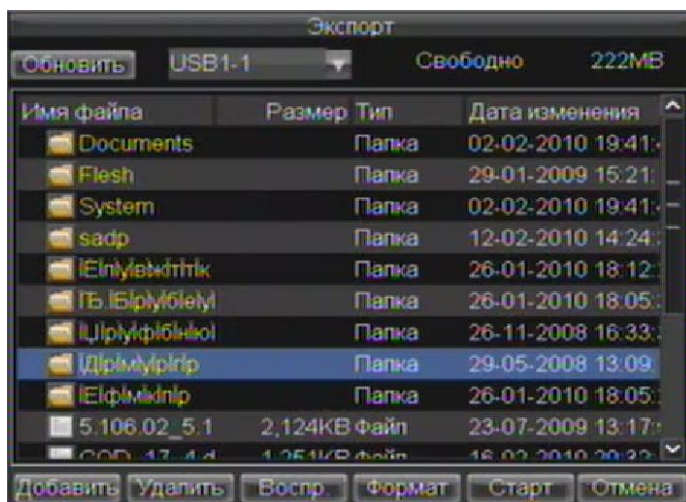 Экспорт
Обновить USB1-1 Свободно 222MB
Имя файла Размер Тип Дата изменения
Documents Папка 02-02-2010 19:41:
Flesh Папка 29-01-2009 15:21:
System Папка 02-02-2010 19:41:
sadp Папка 12-02-2010 14:24:
Папка 26-01-2010 18:12:
Папка 26-01-2010 18:05:
Папка 26-11-2008 16:33:
Папка 29-05-2008 13:09:
Папка 26-01-2010 18:05:
5.106.02_5.1 2,124KB Файл 23-07-2009 13:17:
Добавить Удалить Воспр. Формат Старт Отмена